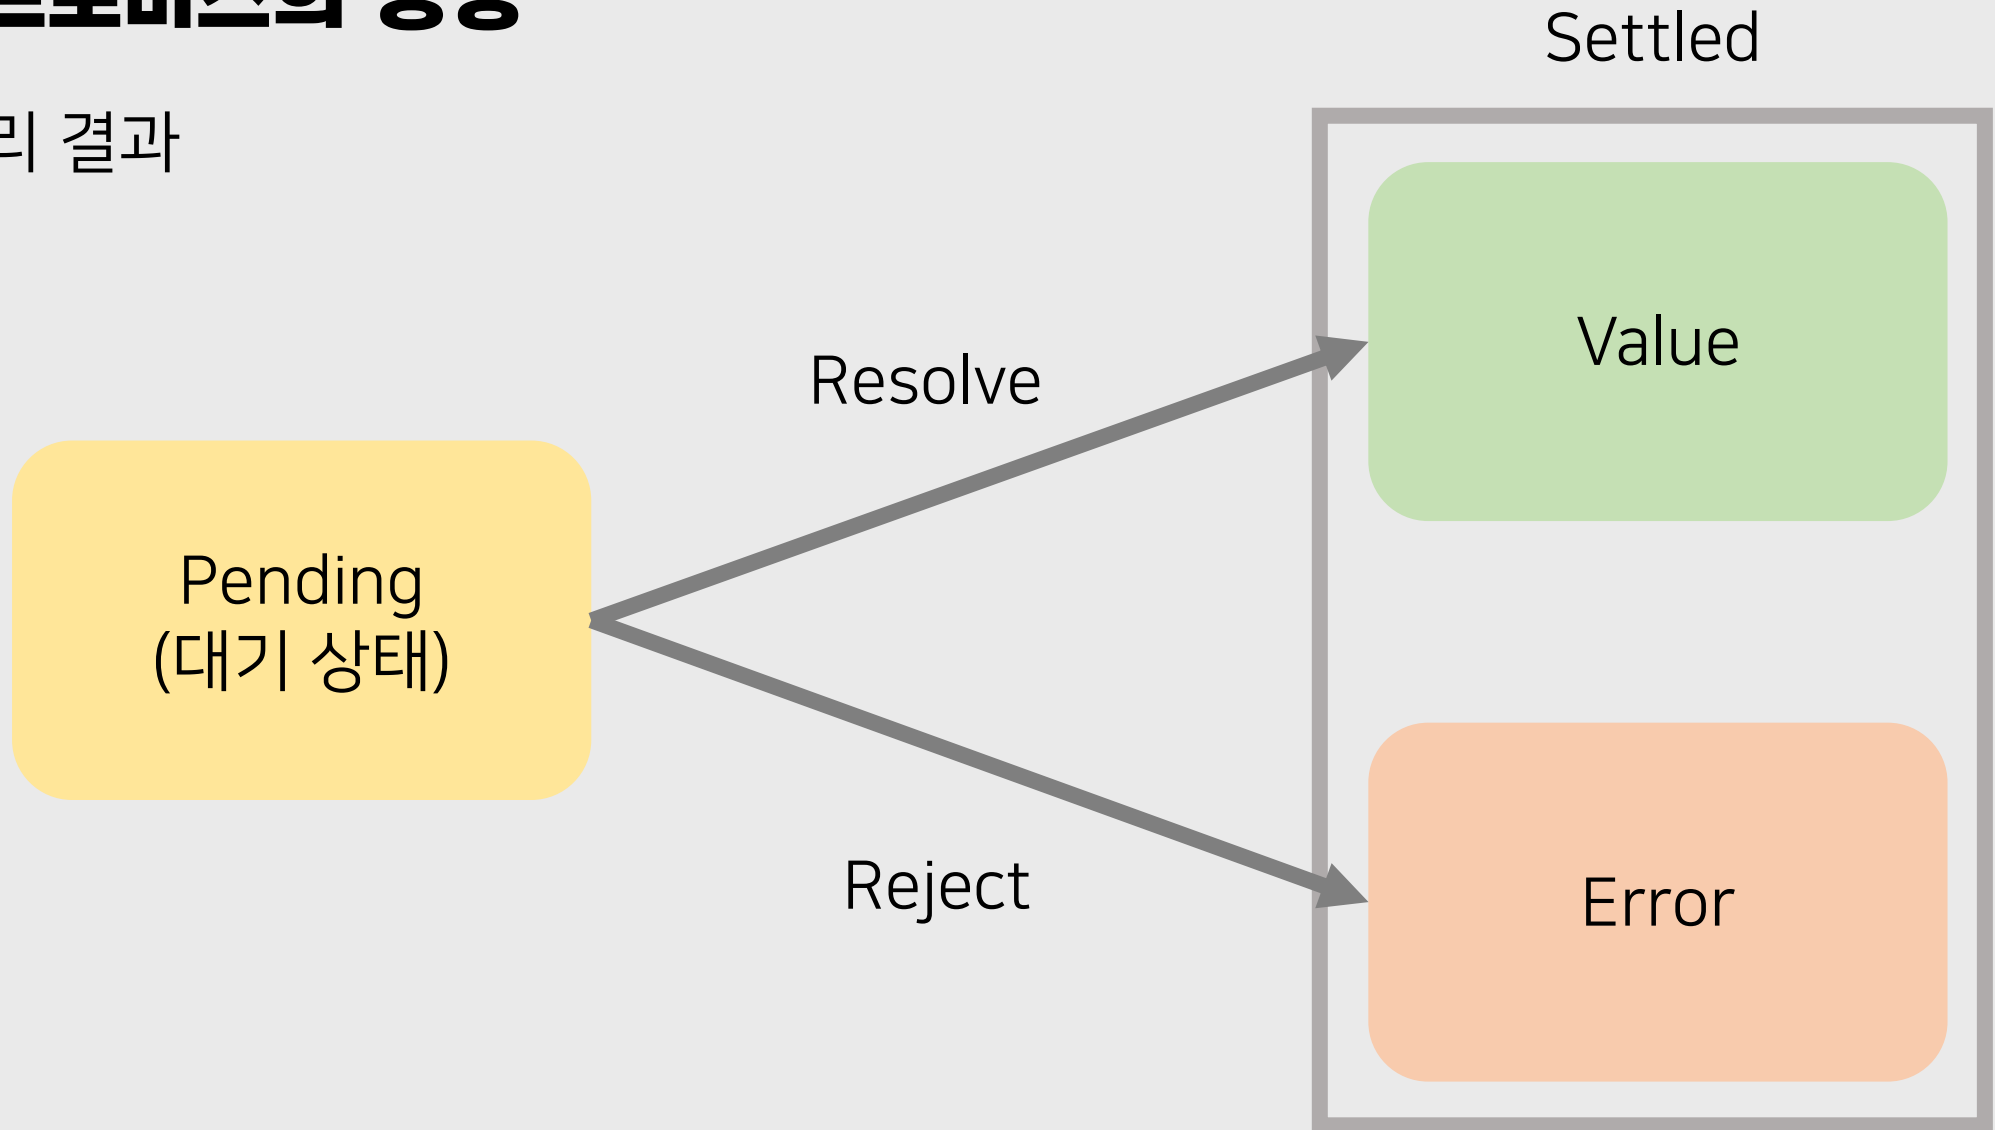 리 결과
Settled
Resolve
Value
Pending
(대기 상태)
Reject
Error